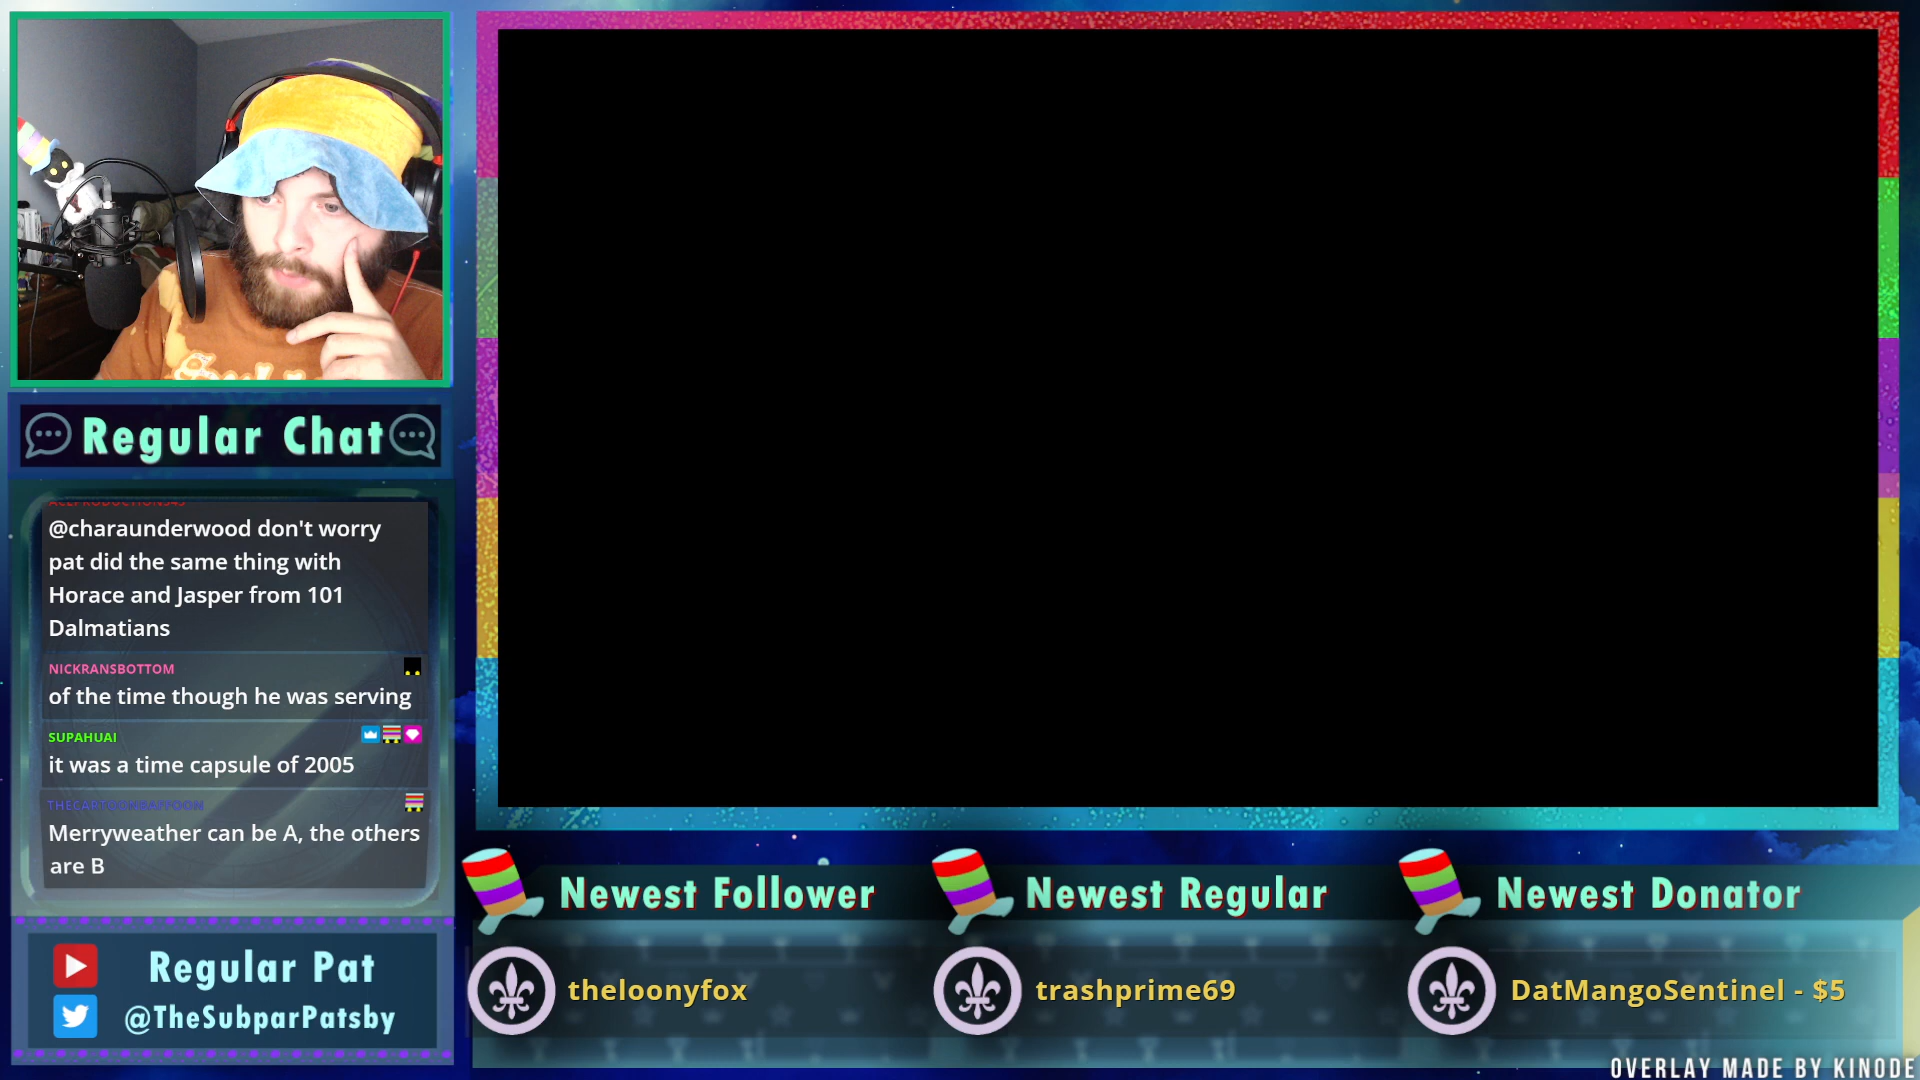 Regular Chat
@charaunderwood don't worry
pat did the same thing with
Horace and Jasper from 101
Dalmatians
NICKRANSBOTTOM
of the time though he was serving
SUPAHUAI
it was a time capsule of 2005
Merryweather can be A, the others
are B
Regular Pat
@TheSubparPatsby
Newest Follower
theloonyfox
Newest Regular
trashprime69
Newest Donator
DatMangoSentinel - $5
OVERLAY MADE BY KINODE